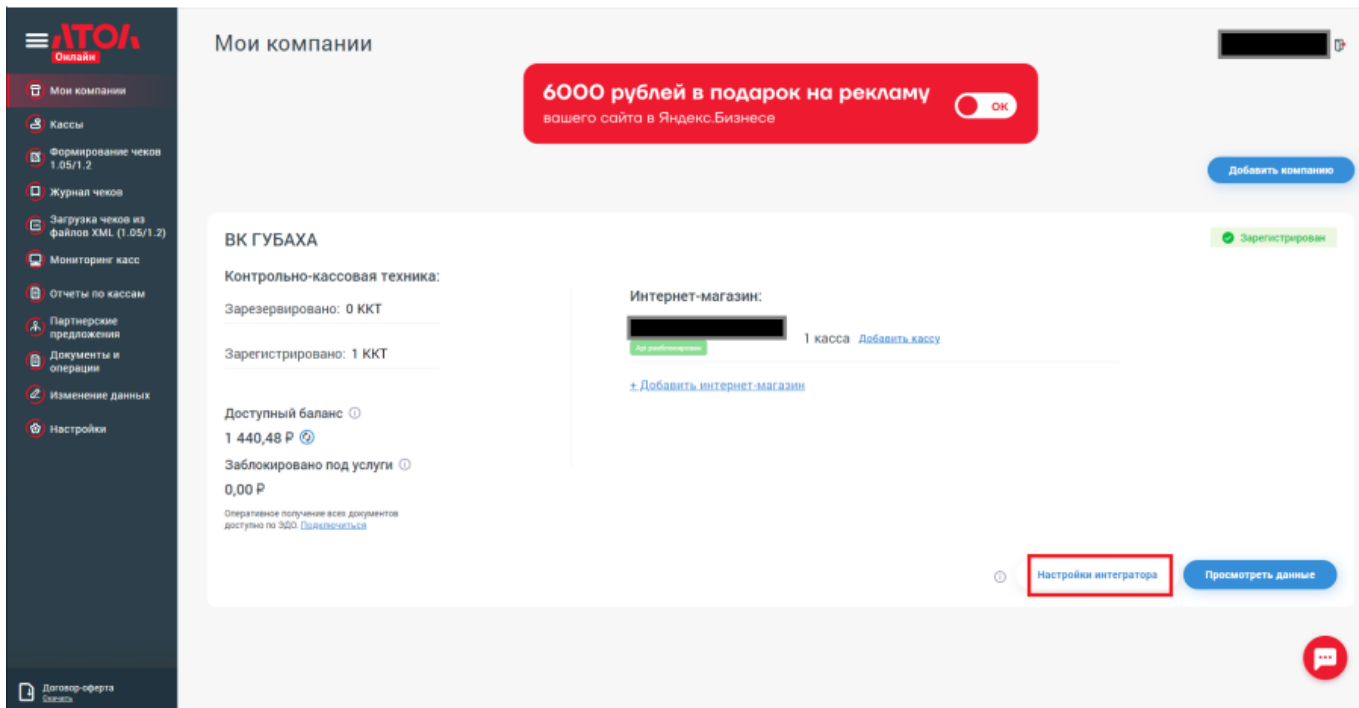 АТОЛ
Онлайн
Мои компании
Кассы
Формирование чеков
1.05/1.2
Журнал чеков
Загрузка чеков из
файлов XML (1.05/1.2)
Мониторинг касс
Отчеты по кассам
Партнерские
предложения
Документы и
операции
Изменение данных
Настройки
Договор-оферта
Скачать
Мои компании
6000 рублей в подарок на рекламу
вашего сайта в Яндекс.Бизнесе
ОК
Добавить компанию
ВК ГУБАХА
Зарегистрирован
Контрольно-кассовая техника:
Зарезервировано: 0 ККТ
Зарегистрировано: 1 ККТ
Интернет-магазин:
1 касса Добавить кассу
Api разблокирован
+ Добавить интернет-магазин
Доступный баланс
1 440,48 ₽
Заблокировано под услуги
0,00 ₽
Оперативное получение всех документов
доступно по ЭДО. Подключиться
Настройки интегратора
Просмотреть данные